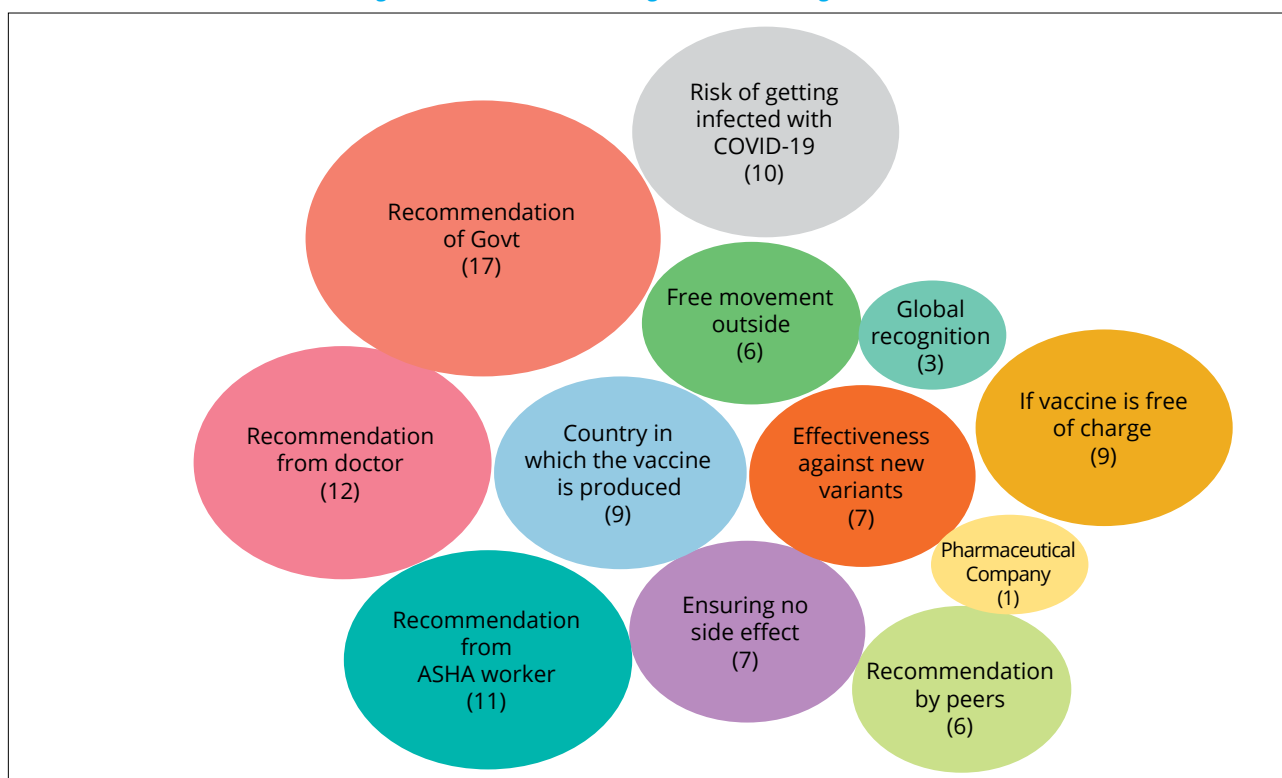 Risk of getting
infected with
COVID-19
(10)
Recommendation
of Govt
(17)
Free movement
outside
(6)
Global
recognition
(3)
If vaccine is free
of charge
(9)
Recommendation
from doctor
(12)
Country in
which the vaccine
is produced
(9)
Effectiveness
against new
variants
(7)
Pharmaceutical
Company
(1)
Recommendation
from
ASHA worker
(11)
Ensuring no
side effect
(7)
Recommendation
by peers
(6)